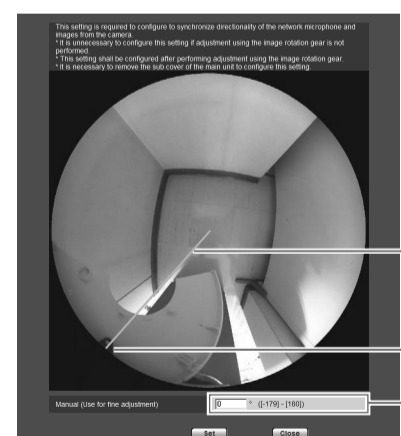 This setting is required to configure to synchronize directionality of the network microphone and
images from the camera.
* It is unnecessary to configure this setting if adjustment using the image rotation gear is not
performed.
* This setting shall be configured after performing adjustment using the image rotation gear.
* It is necessary to remove the sub cover of the main unit to configure this setting.
Manual (Use for fine adjustment) 0 ° ([-179] - [180])
Set Close